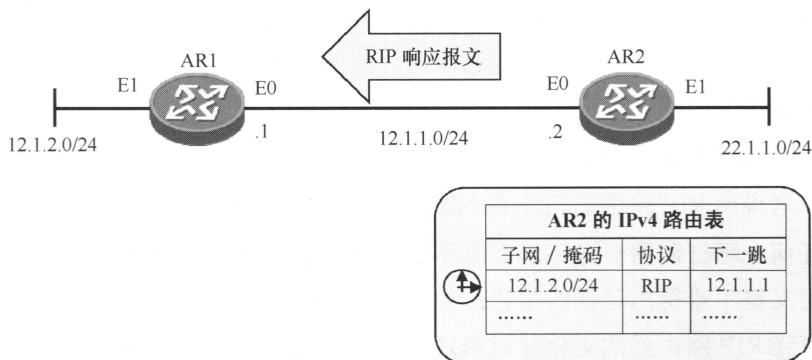 RIP 响应报文
AR1
AR2
E1
E0
E0
E1
12.1.2.0/24
.1
12.1.1.0/24
.2
22.1.1.0/24
AR2 的 IPv4 路由表
子网 / 掩码 协议 下一跳
12.1.2.0/24 RIP 12.1.1.1
…… …… ……